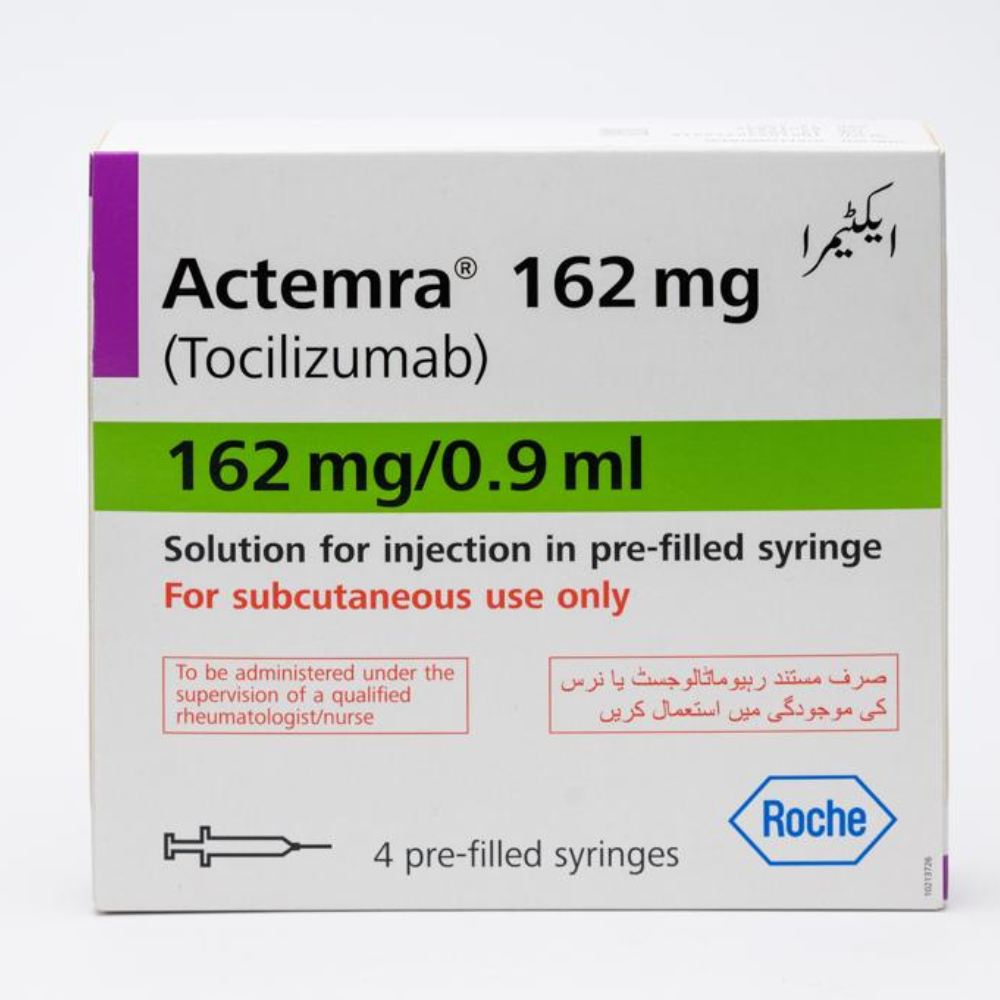 ایکٹیمرا
Actemra® 162 mg
(Tocilizumab)
162 mg/0.9 ml
Solution for injection in pre-filled syringe
For subcutaneous use only
To be administered under the
supervision of a qualified
rheumatologist/nurse
صرف مستند رہیوماٹالوجسٹ یا نرس
کی موجودگی میں استعمال کریں
4 pre-filled syringes
Roche
10213726